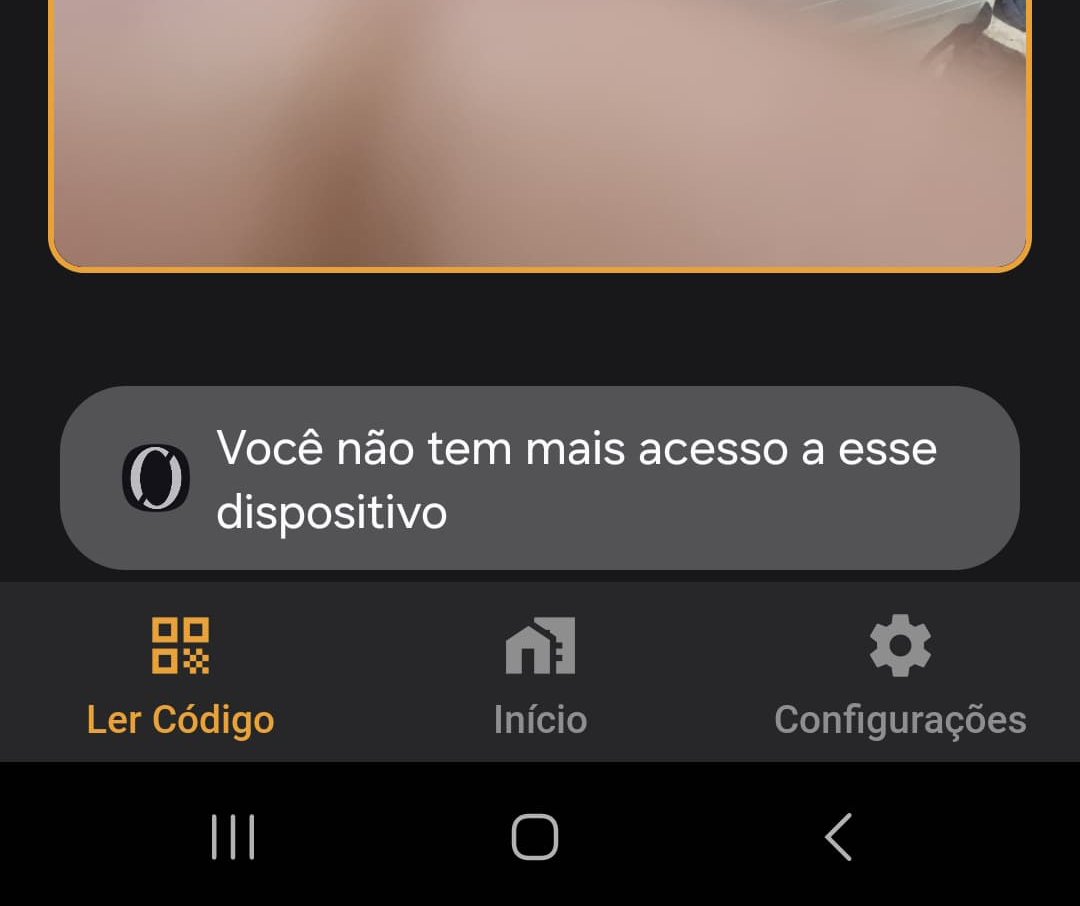 Você não tem mais acesso a esse
dispositivo
Ler Código
Início
Configurações